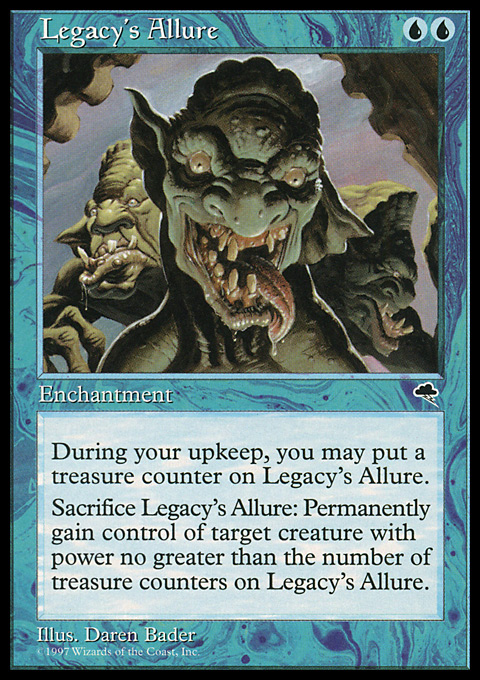 Legacy's Allure
Enchantment
During your upkeep, you may put a
treasure counter on Legacy's Allure.
Sacrifice Legacy's Allure: Permanently
gain control of target creature with
power no greater than the number of
treasure counters on Legacy's Allure.
Illus. Daren Bader
©1997 Wizards of the Coast, Inc.